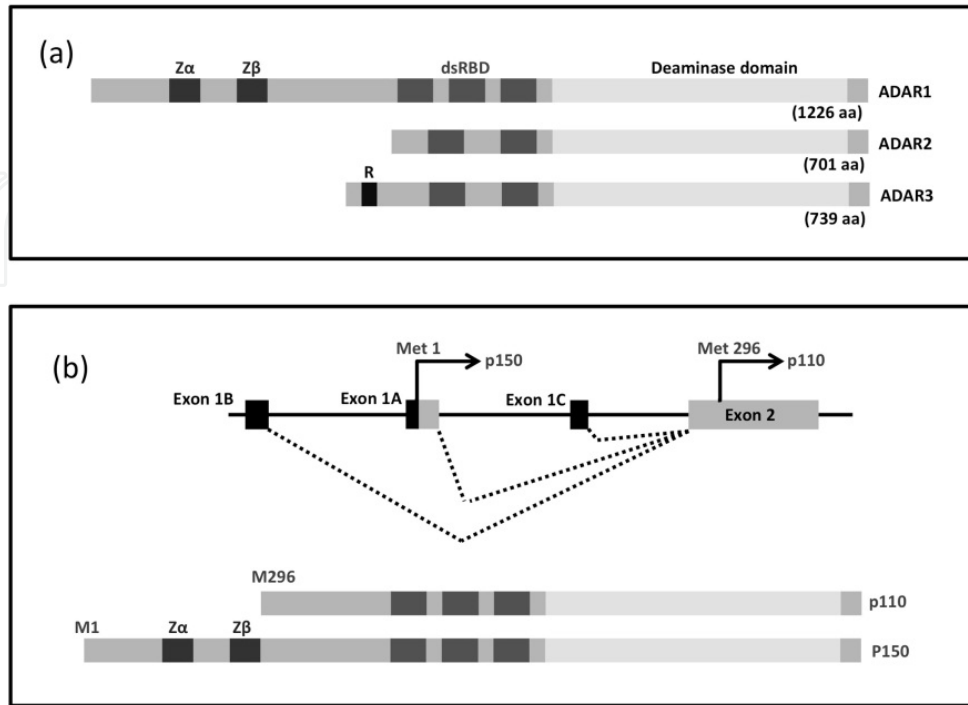 (a)
Zα Zβ dsRBD Deaminase domain
ADAR1
(1226 aa)
ADAR2
(701 aa)
R
ADAR3
(739 aa)
(b)
Met 1 p150
Met 296 p110
Exon 1B Exon 1A Exon 1C
Exon 2
M296
p110
M1 Zα Zβ
P150